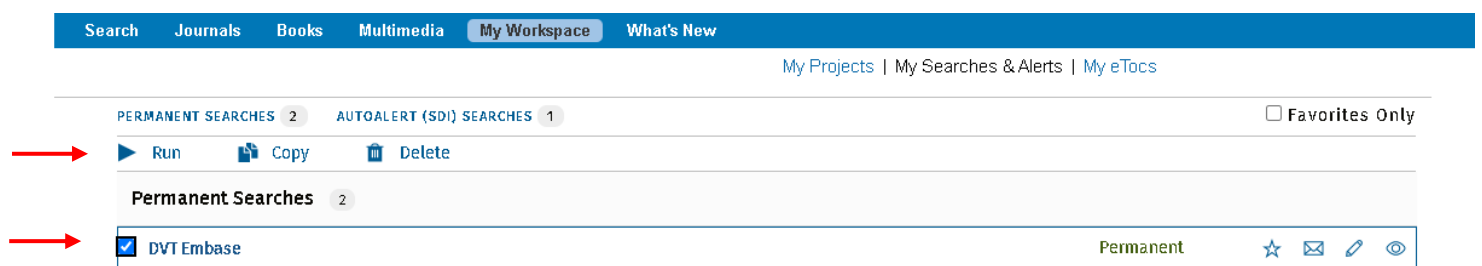 Search Journals Books Multimedia My Workspace What's New
My Projects | My Searches & Alerts | My eTocs
PERMANENT SEARCHES 2 AUTOALERT (SDI) SEARCHES 1 Favorites Only
Run Copy Delete
Permanent Searches 2
DVT Embase Permanent